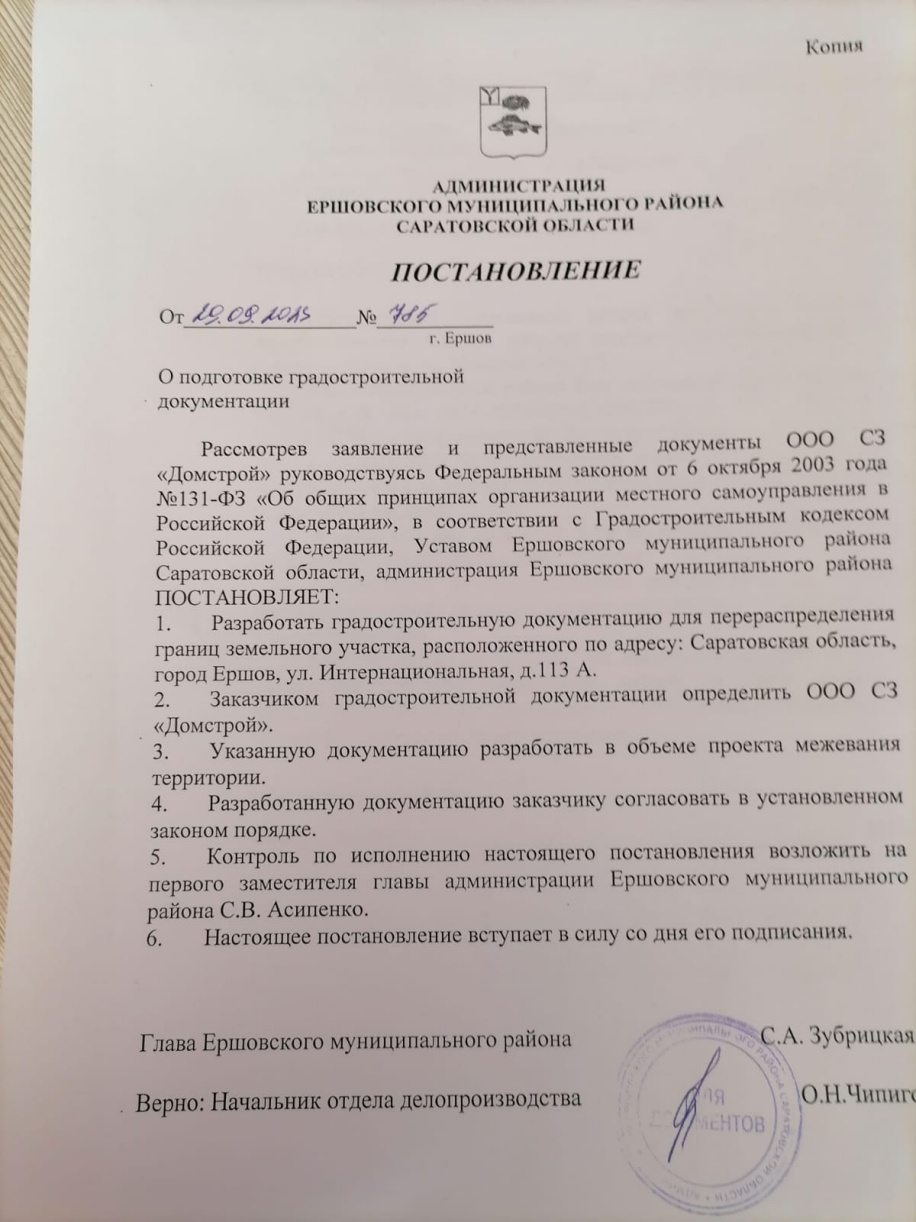 Копия
АДМИНИСТРАЦИЯ
ЕРШОВСКОГО МУНИЦИПАЛЬНОГО РАЙОНА
САРАТОВСКОЙ ОБЛАСТИ
ПОСТАНОВЛЕНИЕ
От 29.09.2023 № 785
г. Ершов
О подготовке градостроительной
документации
Рассмотрев заявление и представленные документы ООО СЗ
«Домстрой» руководствуясь Федеральным законом от 6 октября 2003 года
№131-ФЗ «Об общих принципах организации местного самоуправления в
Российской Федерации», в соответствии с Градостроительным кодексом
Российской Федерации, Уставом Ершовского муниципального района
Саратовской области, администрация Ершовского муниципального района
ПОСТАНОВЛЯЕТ:
1. Разработать градостроительную документацию для перераспределения
границ земельного участка, расположенного по адресу: Саратовская область,
город Ершов, ул. Интернациональная, д.113 А.
2. Заказчиком градостроительной документации определить ООО СЗ
«Домстрой».
3. Указанную документацию разработать в объеме проекта межевания
территории.
4. Разработанную документацию заказчику согласовать в установленном
законом порядке.
5. Контроль по исполнению настоящего постановления возложить на
первого заместителя главы администрации Ершовского муниципального
района С.В. Асипенко.
6. Настоящее постановление вступает в силу со дня его подписания.
Глава Ершовского муниципального района С.А. Зубрицкая
Верно: Начальник отдела делопроизводства О.Н.Чипиг